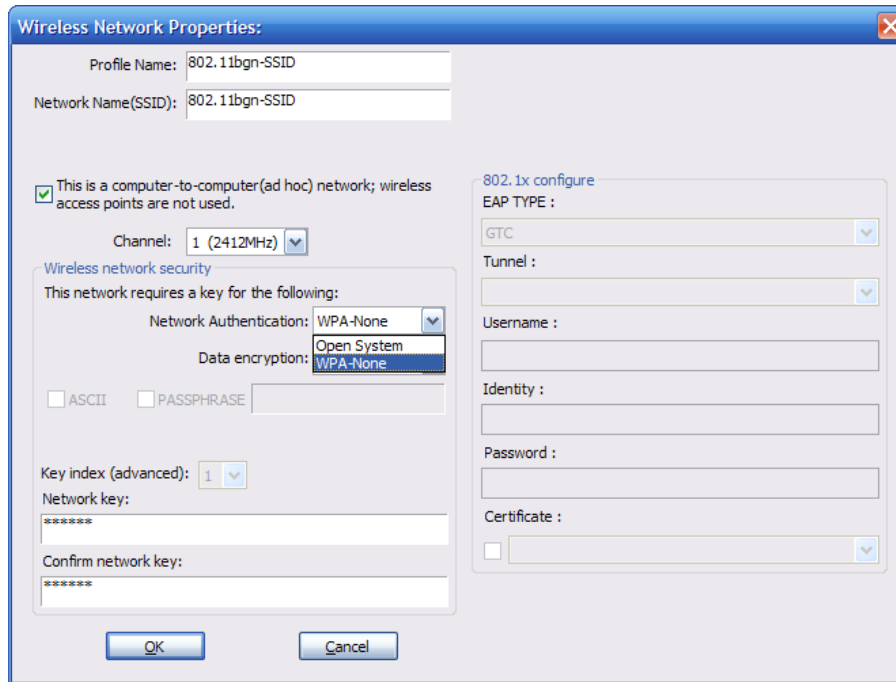 Wireless Network Properties:
Profile Name: 802.11bgn-SSID
Network Name(SSID): 802.11bgn-SSID
This is a computer-to-computer(ad hoc) network; wireless
access points are not used.
Channel: 1 (2412MHz)
Wireless network security
This network requires a key for the following:
Network Authentication: WPA-None
Open System
Data encryption: WPA-None
ASCII PASSPHRASE
Key index (advanced): 1
Network key:
******
Confirm network key:
******
OK Cancel
802.1x configure
EAP TYPE :
GTC
Tunnel :
Username :
Identity :
Password :
Certificate :